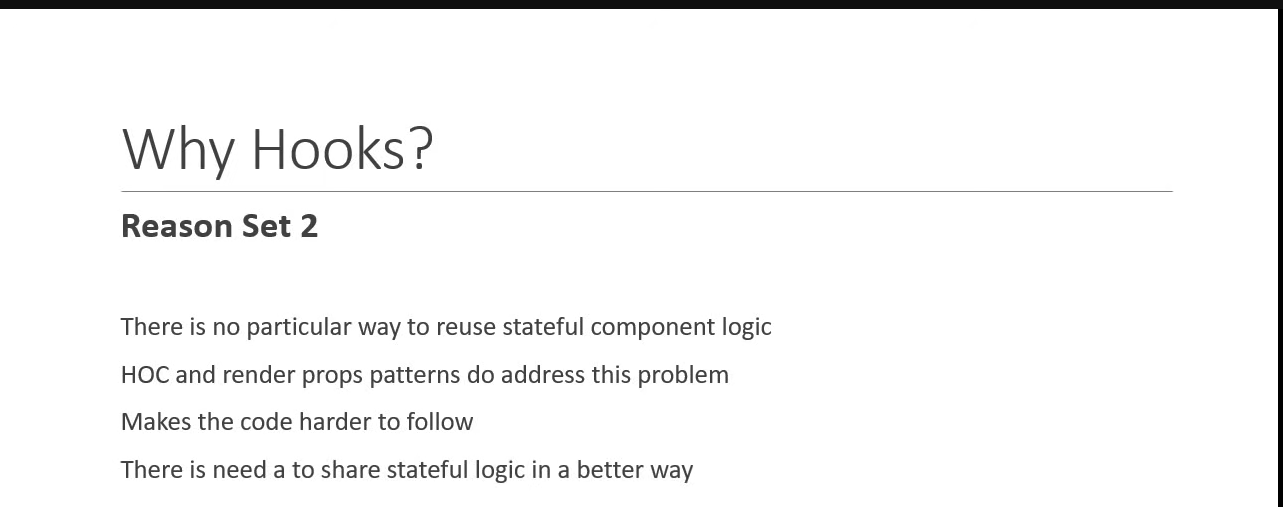 Why Hooks?
Reason Set 2
There is no particular way to reuse stateful component logic
HOC and render props patterns do address this problem
Makes the code harder to follow
There is need a to share stateful logic in a better way